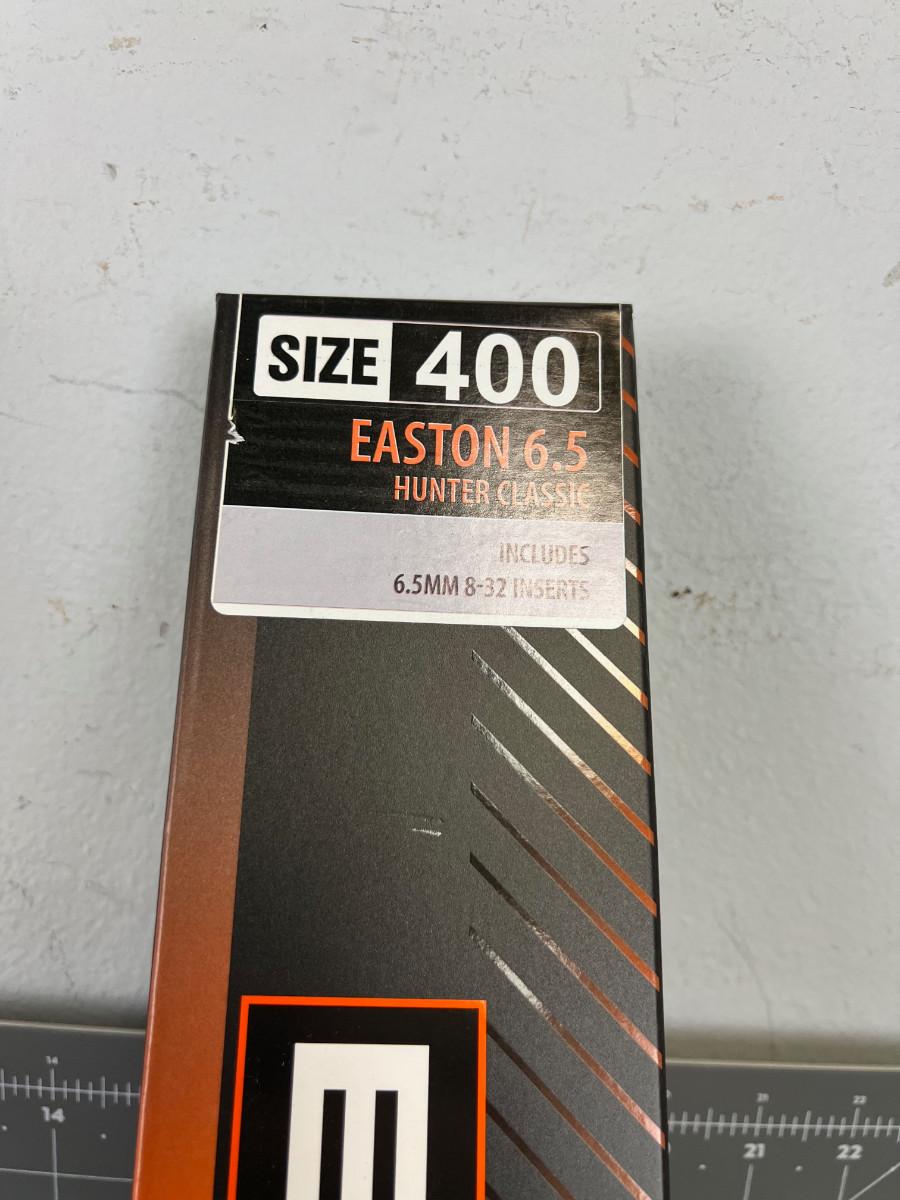 SIZE 400
EASTON 6.5
HUNTER CLASSIC
INCLUDES
6.5MM 8-32 INSERTS
E
14
14
21
22
21
22